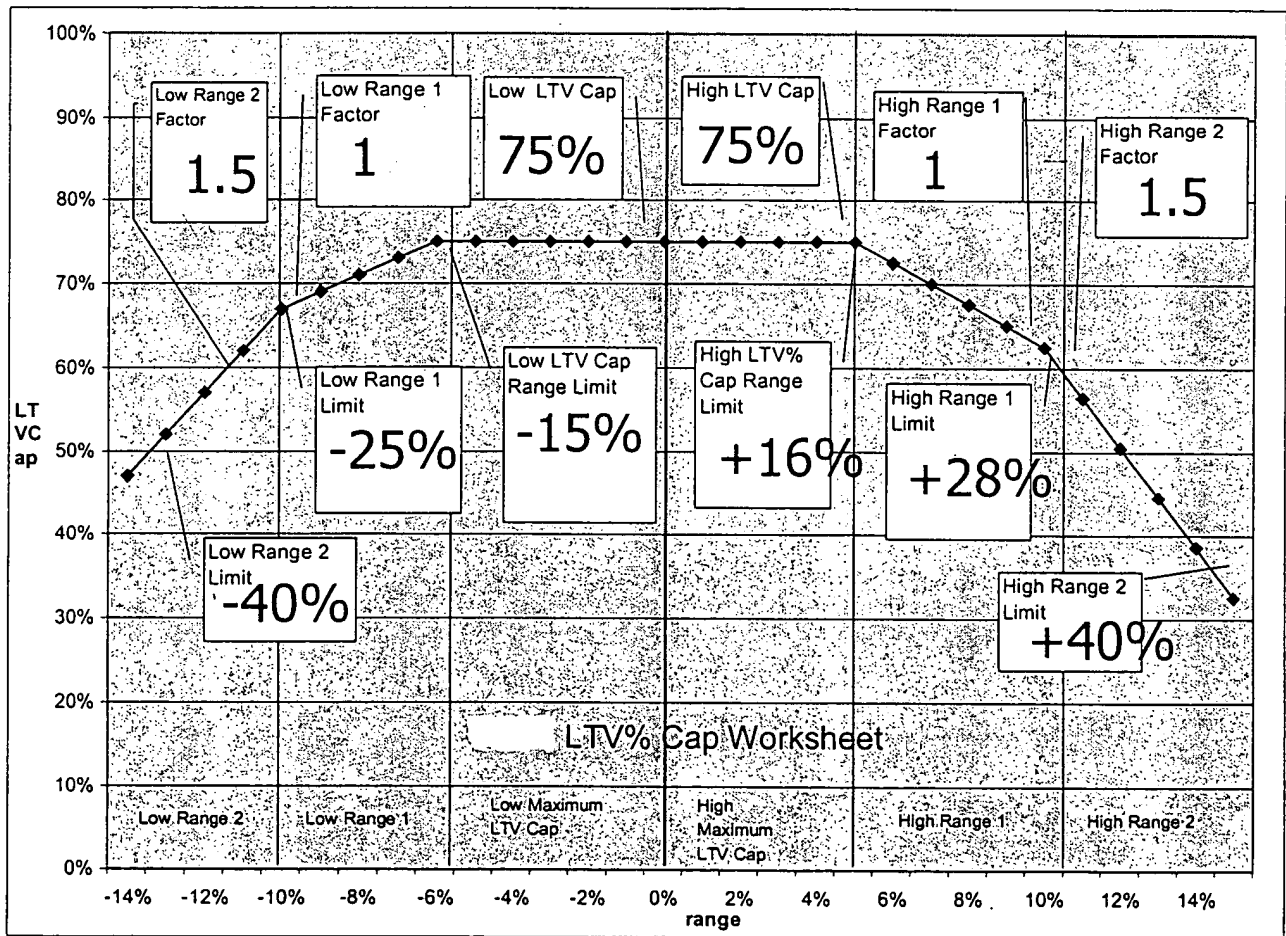 100%
90%
80%
70%
60%
50%
40%
30%
20%
10%
0%
LT
VC
ap
Low Range 2
Factor
1.5
Low Range 1
Factor
1
Low LTV Cap
75%
High LTV Cap
75%
High Range 1
Factor
1
High Range 2
Factor
1.5
Low Range 1
Limit
-25%
Low LTV Cap
Range Limit
-15%
High LTV%
Cap Range
Limit
+16%
High Range 1
Limit
+28%
Low Range 2
Limit
-40%
High Range 2
Limit
+40%
LTV% Cap Worksheet
Low Range 2
Low Range 1
Low Maximum
LTV Cap
High
Maximum
LTV Cap
High Range 1
High Range 2
-14% -12% -10% -8% -6% -4% -2% 0% 2% 4% 6% 8% 10% 12% 14%
range